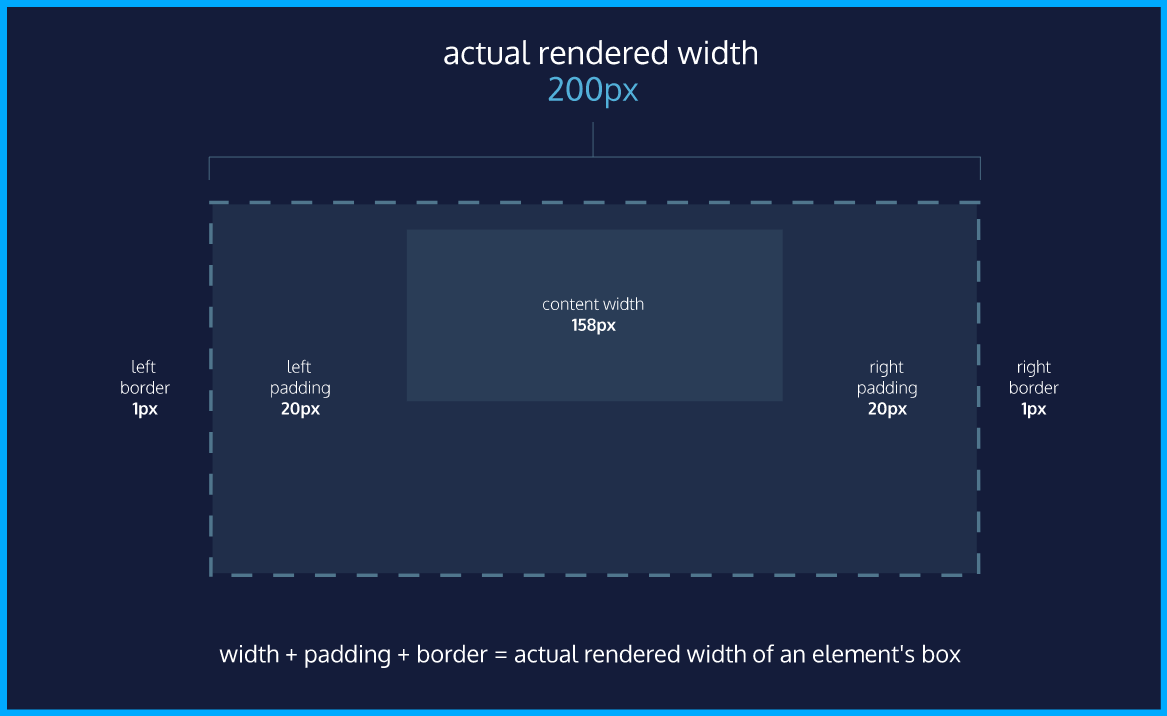 actual rendered width
200px
content width
158px
left
border
1px
left
padding
20px
right
padding
20px
right
border
1px
width + padding + border = actual rendered width of an element's box